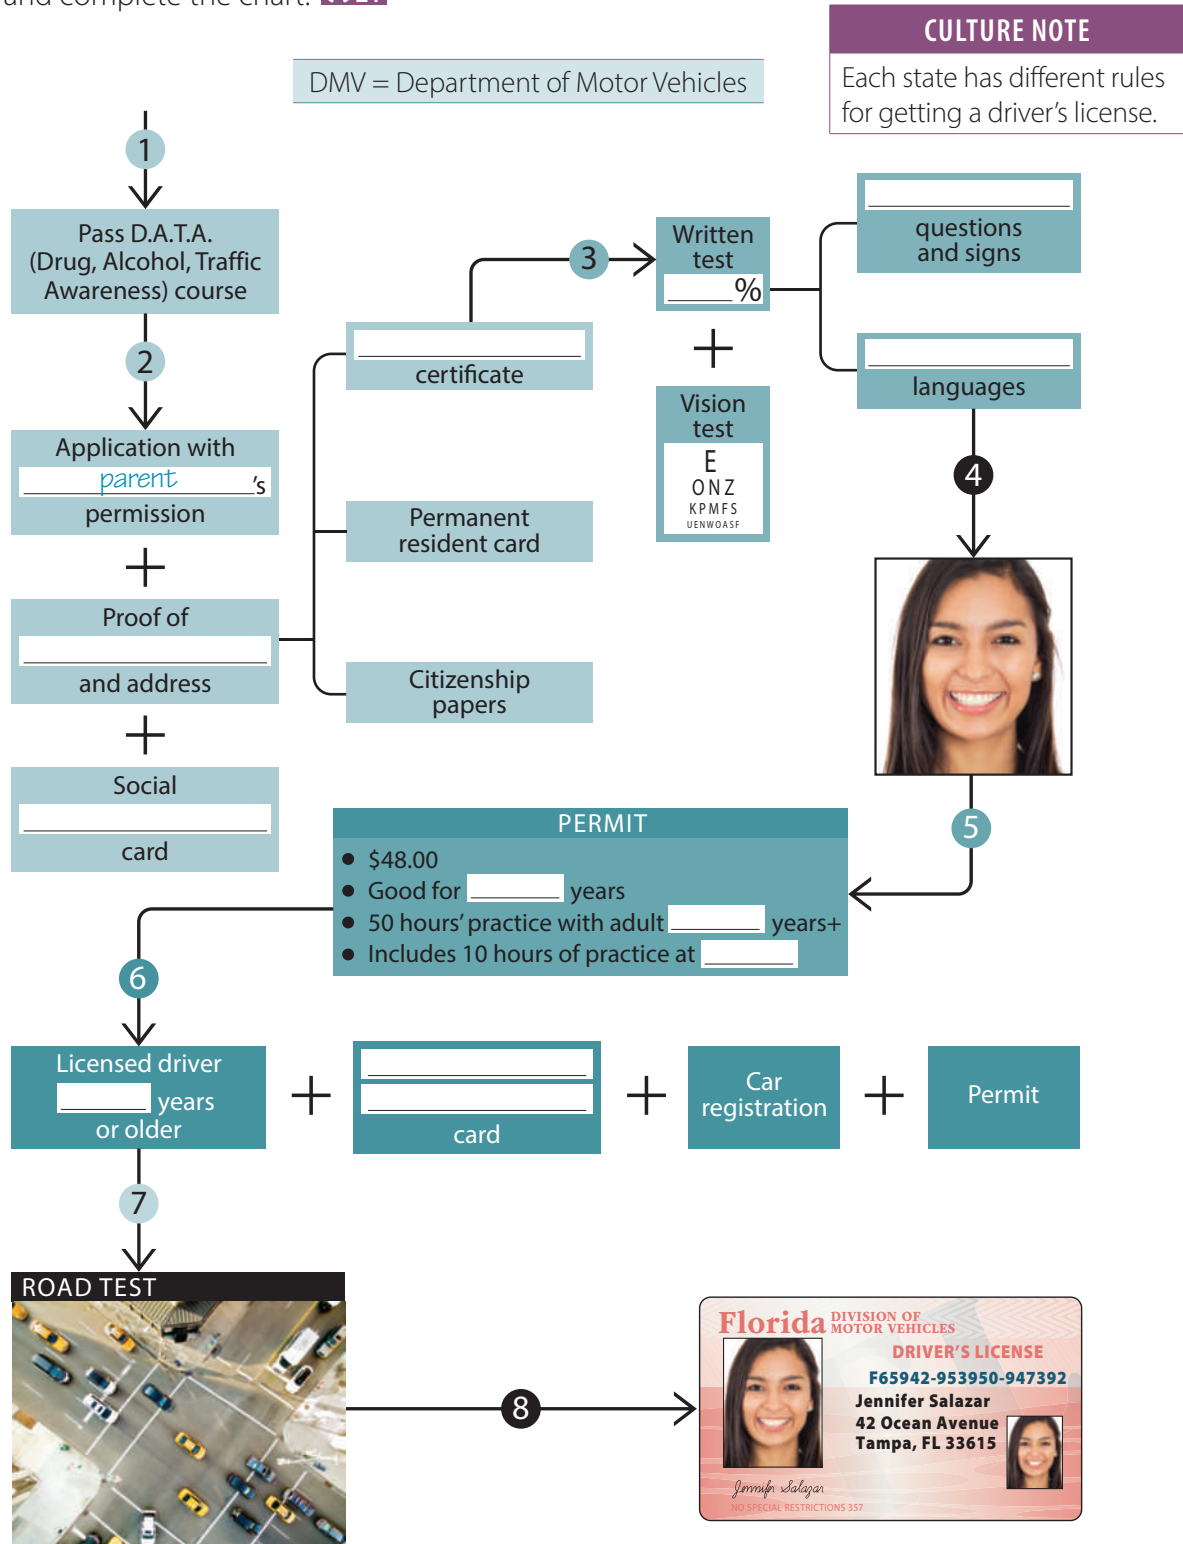 and complete the chart.
CULTURE NOTE
Each state has different rules
for getting a driver's license.
DMV = Department of Motor Vehicles
1
Pass D.A.T.A.
(Drug, Alcohol, Traffic
Awareness) course
2
Application with
parent 's
permission
+
Proof of
and address
+
Social
card
certificate
Permanent
resident card
Citizenship
papers
3
Written
test
%
+
Vision
test
E
O N Z
K P M F S
U E N W O A S F
questions
and signs
languages
4
5
PERMIT
• $48.00
• Good for years
• 50 hours' practice with adult years+
• Includes 10 hours of practice at
6
Licensed driver
years
or older
+
card
+
Car
registration
+
Permit
7
ROAD TEST
8
Florida DIVISION OF
MOTOR VEHICLES
DRIVER'S LICENSE
F65942-953950-947392
Jennifer Salazar
42 Ocean Avenue
Tampa, FL 33615
Jennifer Salazar
NO SPECIAL RESTRICTIONS 357